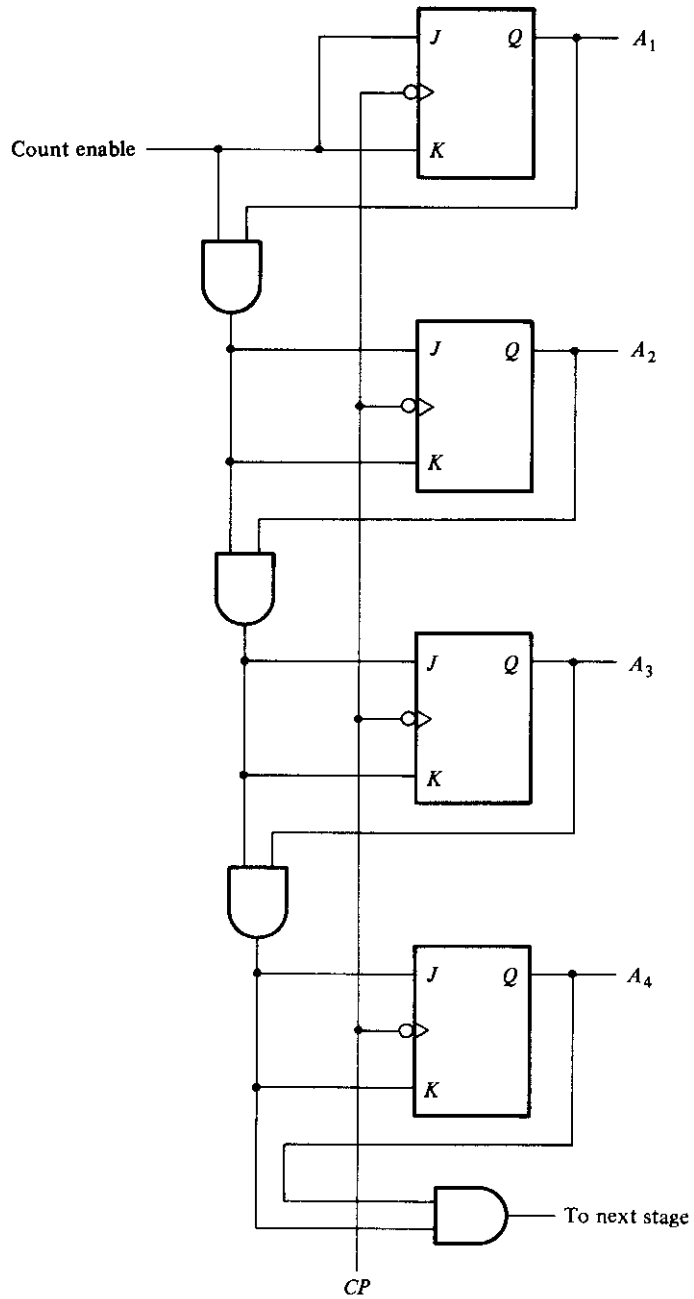 J Q A1
Count enable
K
J Q A2
K
J Q A3
K
J Q A4
K
To next stage
CP